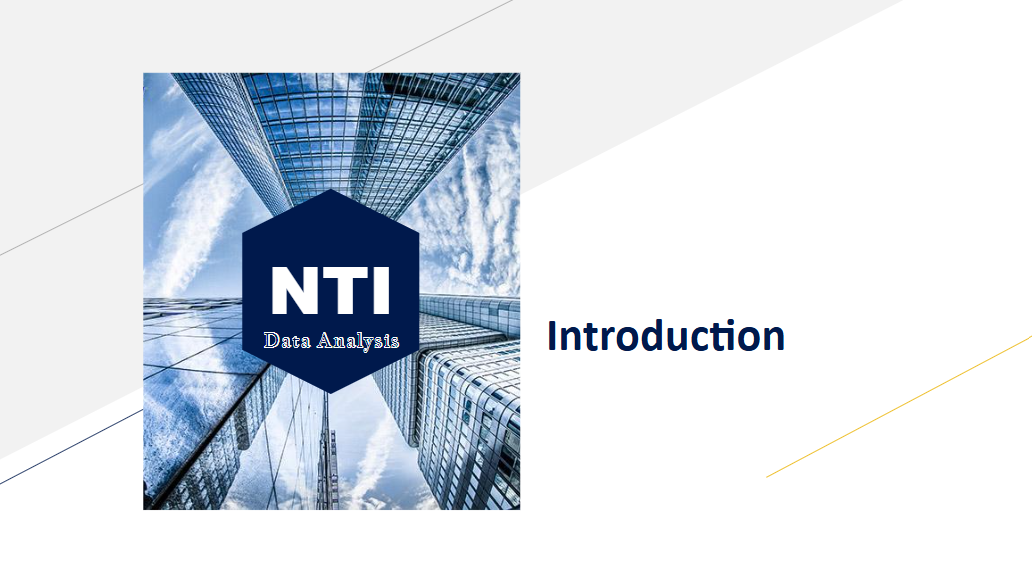 NTI
Data Analysis
Introduction